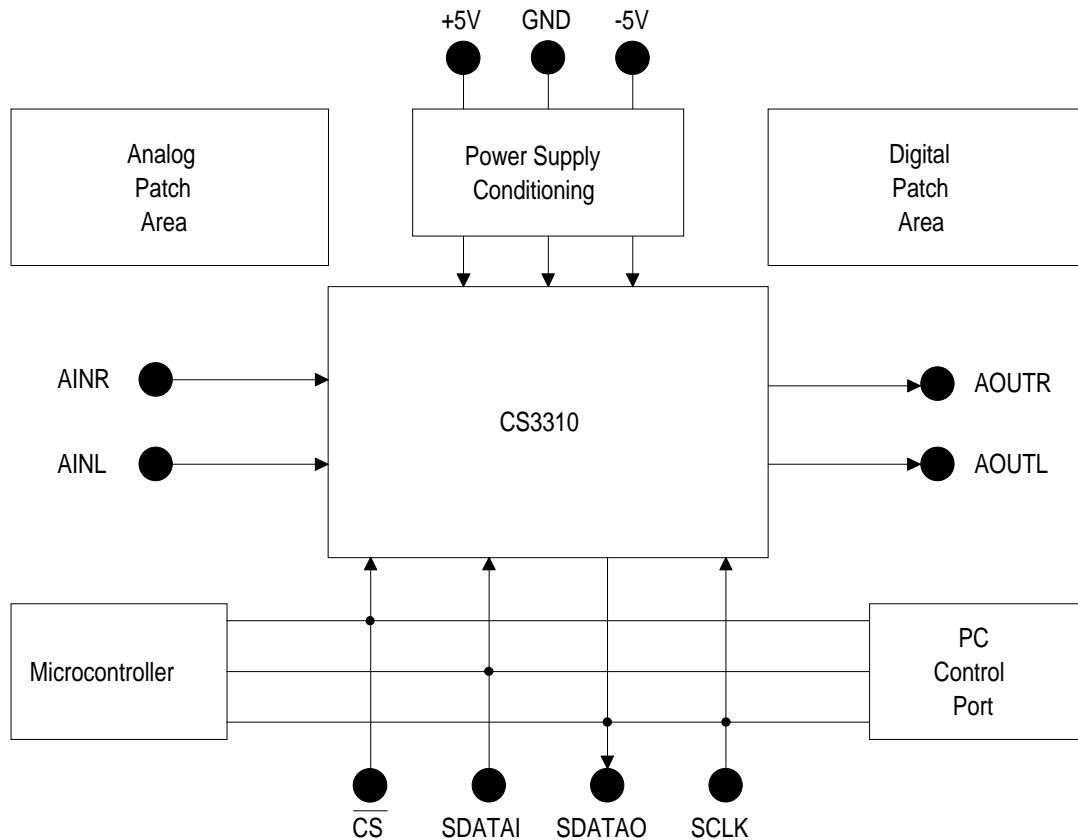 +5V GND -5V
Analog
Patch
Area
Power Supply
Conditioning
Digital
Patch
Area
AINR
AINL
CS3310
AOUTR
AOUTL
Microcontroller
PC
Control
Port
C̅S̅ SDATAI SDATAO SCLK